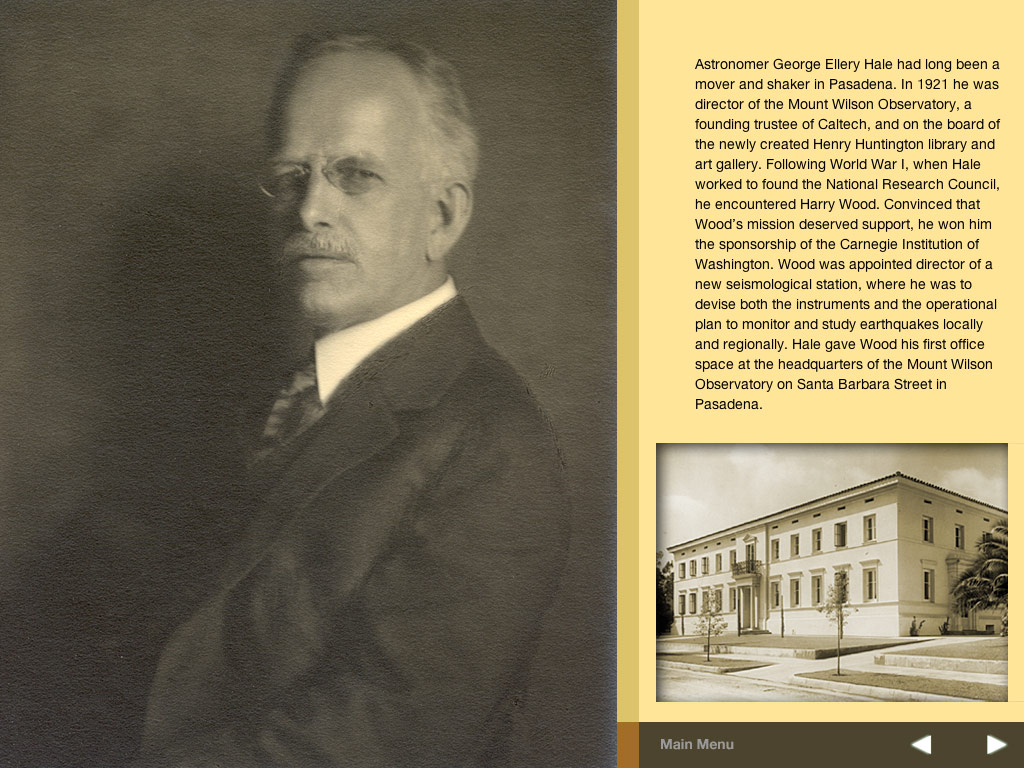 Astronomer George Ellery Hale had long been a
mover and shaker in Pasadena. In 1921 he was
director of the Mount Wilson Observatory, a
founding trustee of Caltech, and on the board of
the newly created Henry Huntington library and
art gallery. Following World War I, when Hale
worked to found the National Research Council,
he encountered Harry Wood. Convinced that
Wood’s mission deserved support, he won him
the sponsorship of the Carnegie Institution of
Washington. Wood was appointed director of a
new seismological station, where he was to
devise both the instruments and the operational
plan to monitor and study earthquakes locally
and regionally. Hale gave Wood his first office
space at the headquarters of the Mount Wilson
Observatory on Santa Barbara Street in
Pasadena.
Main Menu